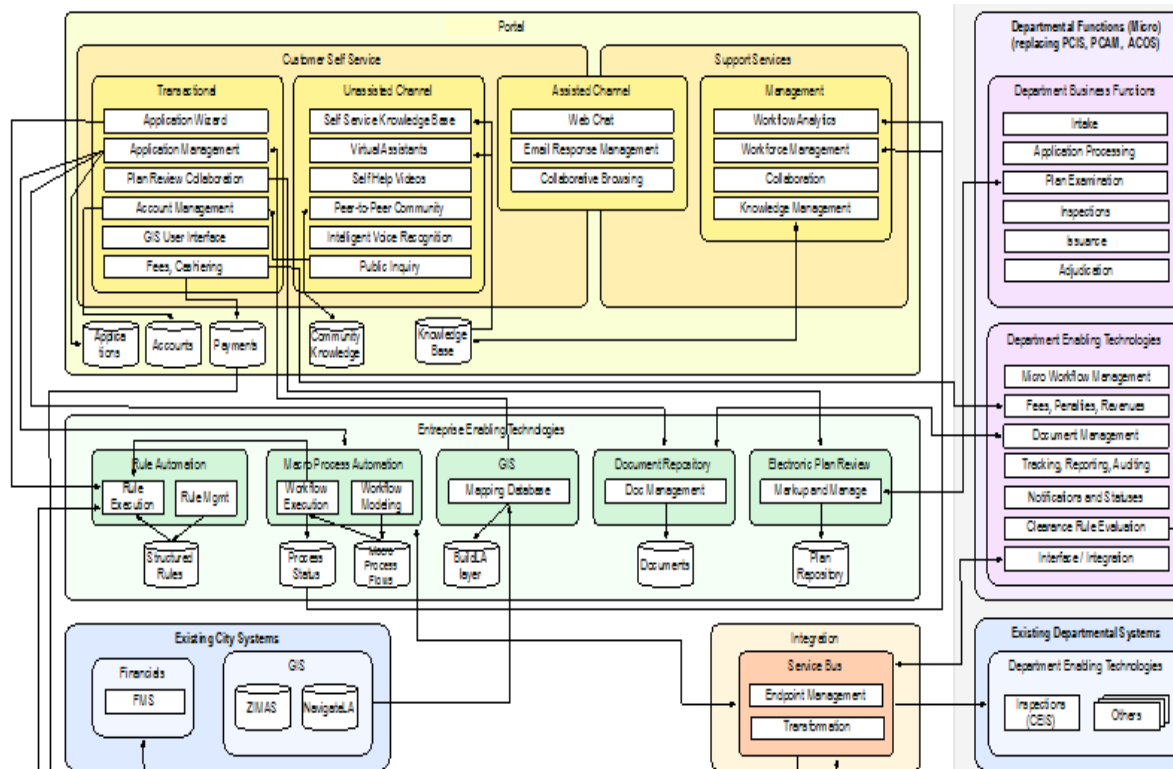 Portal
Customer Self Service
Support Services
Transactional
Application Wizard
Application Management
Plan Review Collaboration
Account Management
GIS User Interface
Fees, Cashiering
Unassisted Channel
Self Service Knowledge Base
Virtual Assistants
Self Help Videos
Peer-to-Peer Community
Intelligent Voice Recognition
Public Inquiry
Assisted Channel
Web Chat
Email Response Management
Collaborative Browsing
Management
Workflow Analytics
Workforce Management
Collaboration
Knowledge Management
Applica
tions
Accounts
Payments
Community
Knowledge
Knowledge
Base
Entreprise Enabling Technologies
Rule Automation
Rule
Execution
Rule Mgmt
Structured
Rules
Macro Process Automation
Workflow
Execution
Workflow
Modeling
Process
Status
Macro
Process
Flows
GIS
Mapping Database
BuildLA
layer
Document Repository
Doc Management
Documents
Electronic Plan Review
Markup and Manage
Plan
Repository
Existing City Systems
Financials
FMS
GIS
ZIMAS
NavigateLA
Integration
Service Bus
Endpoint Management
Transformation
Departmental Functions (Micro)
(replacing PCIS, PCAM, ACOS)
Department Business Functions
Intake
Application Processing
Plan Examination
Inspections
Issuance
Adjudication
Department Enabling Technologies
Micro Workflow Management
Fees, Penalties, Revenues
Document Management
Tracking, Reporting, Auditing
Notifications and Statuses
Clearance Rule Evaluation
Interface / Integration
Existing Departmental Systems
Department Enabling Technologies
Inspections
(CEIS)
Others